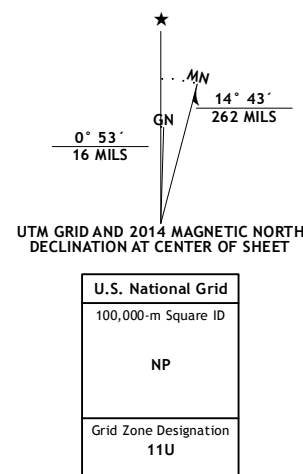 ★
MN
GN
14° 43´
262 MILS
0° 53´
16 MILS
UTM GRID AND 2014 MAGNETIC NORTH
DECLINATION AT CENTER OF SHEET
U.S. National Grid
100,000-m Square ID
NP
Grid Zone Designation
11U